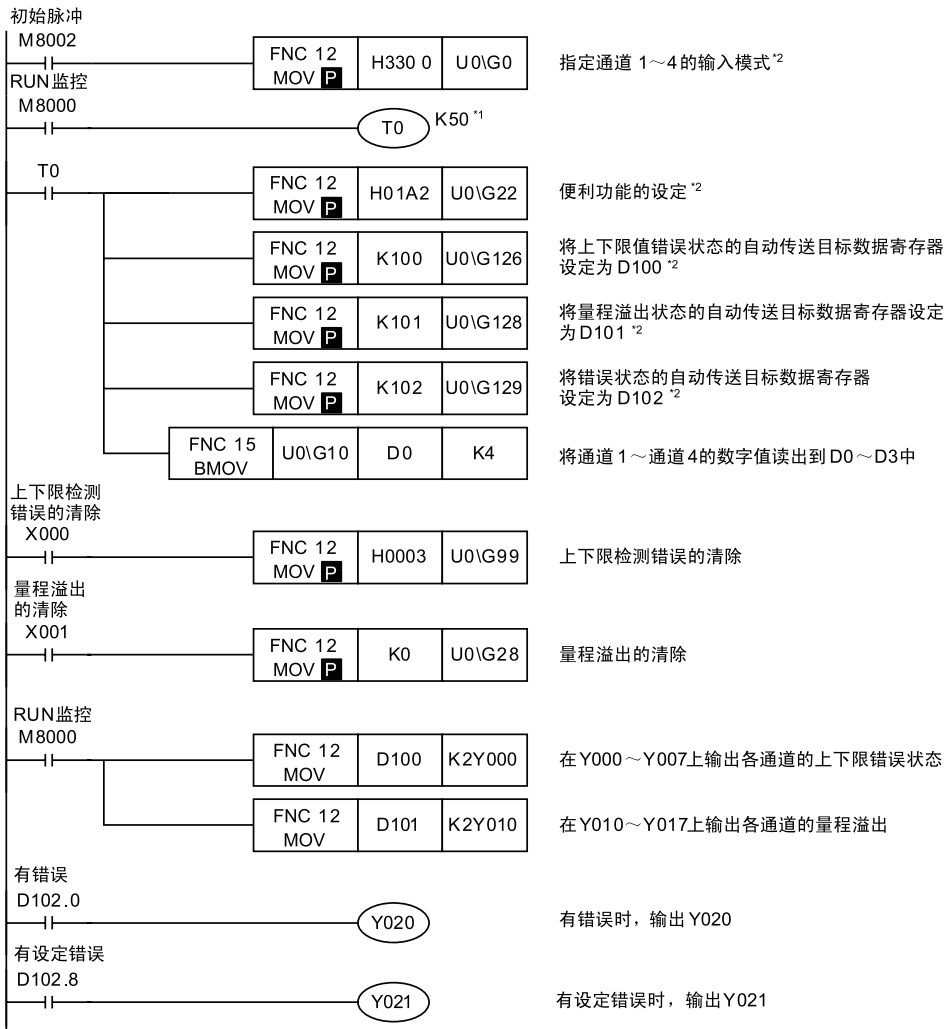 初始脉冲
M8002
FNC 12
MOV P
H330 0
U0\G0
指定通道 1～4的输入模式*2
RUN监控
M8000
T0
K50 *1
T0
FNC 12
MOV P
H01A2
U0\G22
便利功能的设定*2
FNC 12
MOV P
K100
U0\G126
将上下限值错误状态的自动传送目标数据寄存器
设定为D100 *2
FNC 12
MOV P
K101
U0\G128
将量程溢出状态的自动传送目标数据寄存器设定
为D101 *2
FNC 12
MOV P
K102
U0\G129
将错误状态的自动传送目标数据寄存器
设定为D102 *2
FNC 15
BMOV
U0\G10
D0
K4
将通道1～通道4的数字值读出到D0～D3中
上下限检测
错误的清除
X000
FNC 12
MOV P
H0003
U0\G99
上下限检测错误的清除
量程溢出
的清除
X001
FNC 12
MOV P
K0
U0\G28
量程溢出的清除
RUN监控
M8000
FNC 12
MOV
D100
K2Y000
在Y000～Y007上输出各通道的上下限错误状态
FNC 12
MOV
D101
K2Y010
在Y010～Y017上输出各通道的量程溢出
有错误
D102.0
Y020
有错误时，输出Y020
有设定错误
D102.8
Y021
有设定错误时，输出Y021